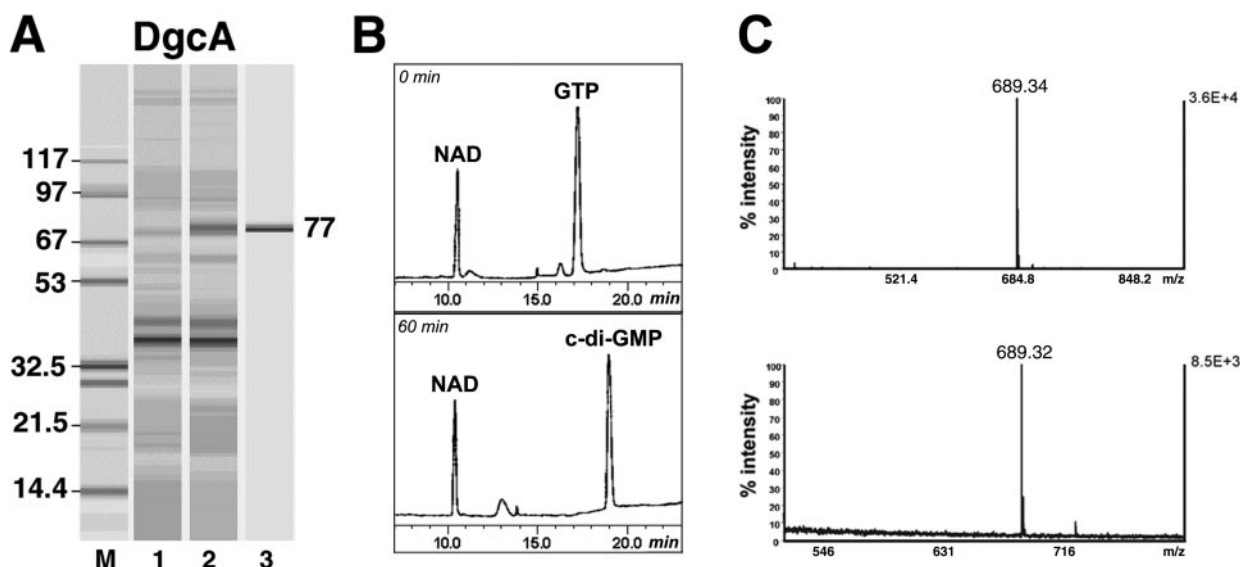 A
DgcA
117
97
67
53
32.5
21.5
14.4
77
M 1 2 3
B
0 min
NAD
GTP
10.0 15.0 20.0 min
60 min
NAD
c-di-GMP
10.0 15.0 20.0 min
C
689.34
3.6E+4
% intensity
100
90
80
70
60
50
40
30
20
10
0
521.4 684.8 848.2 m/z
689.32
8.5E+3
% intensity
100
90
80
70
60
50
40
30
20
10
0
546 631 716 m/z